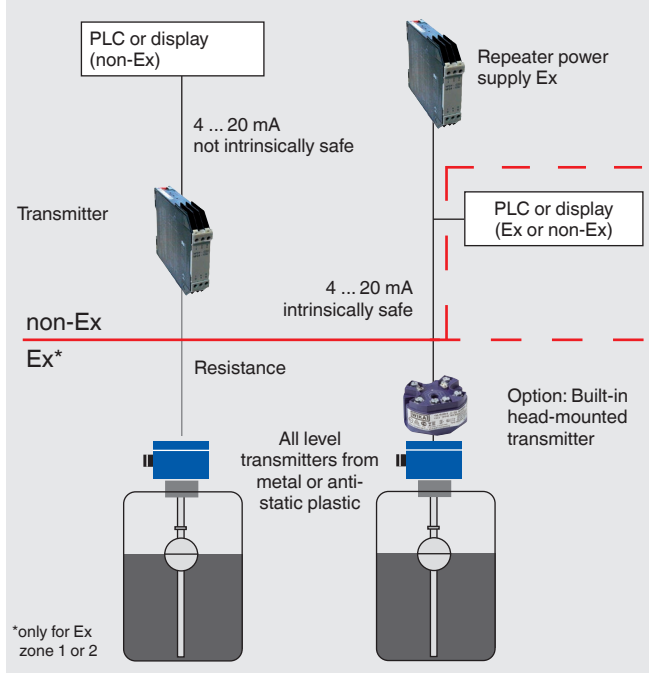 PLC or display
(non-Ex)
Repeater power
supply Ex
4 ... 20 mA
not intrinsically safe
Transmitter
PLC or display
(Ex or non-Ex)
4 ... 20 mA
intrinsically safe
non-Ex
Ex*
Resistance
Option: Built-in
head-mounted
transmitter
All level
transmitters from
metal or anti-
static plastic
*only for Ex
zone 1 or 2